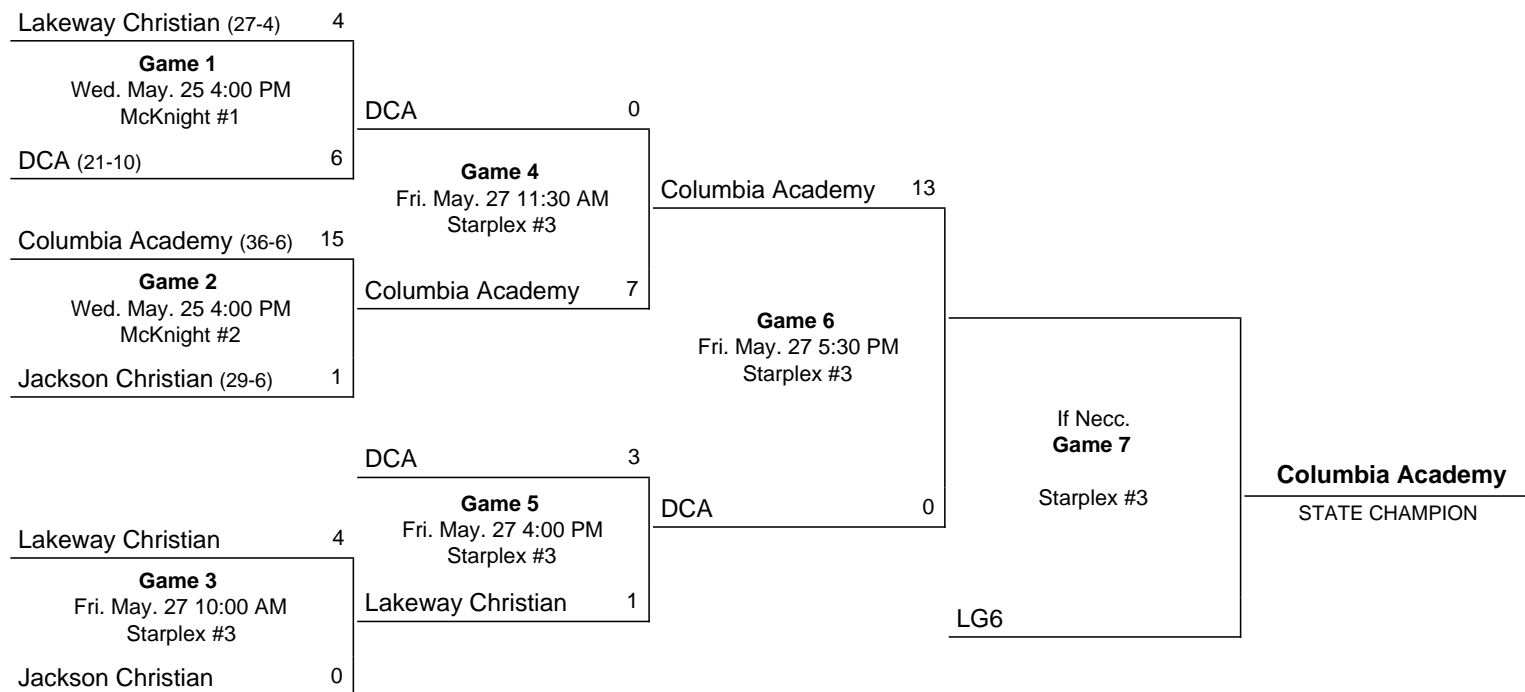 Lakeway Christian (27-4) 4
Game 1
Wed. May. 25 4:00 PM
McKnight #1
DCA (21-10) 6
Columbia Academy (36-6) 15
Game 2
Wed. May. 25 4:00 PM
McKnight #2
Jackson Christian (29-6) 1
Lakeway Christian 4
Game 3
Fri. May. 27 10:00 AM
Starplex #3
Jackson Christian 0
DCA 0
Game 4
Fri. May. 27 11:30 AM
Starplex #3
Columbia Academy 7
DCA 3
Game 5
Fri. May. 27 4:00 PM
Starplex #3
Lakeway Christian 1
Columbia Academy 13
Game 6
Fri. May. 27 5:30 PM
Starplex #3
DCA 0
If Necc.
Game 7
Starplex #3
LG6
Columbia Academy
STATE CHAMPION